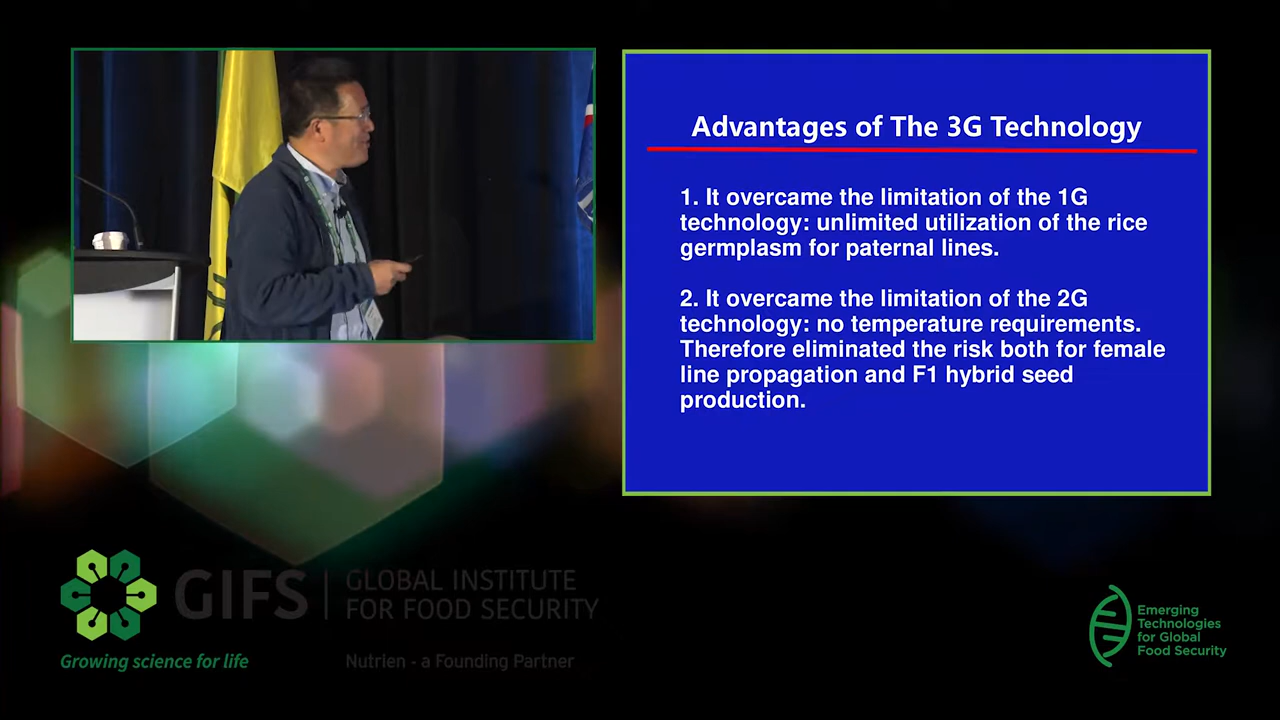 Advantages of The 3G Technology
1. It overcame the limitation of the 1G
technology: unlimited utilization of the rice
germplasm for paternal lines.
2. It overcame the limitation of the 2G
technology: no temperature requirements.
Therefore eliminated the risk both for female
line propagation and F1 hybrid seed
production.
GIFS
GLOBAL INSTITUTE
FOR FOOD SECURITY
Growing science for life
Nutrien - a Founding Partner
Emerging
Technologies
for Global
Food Security